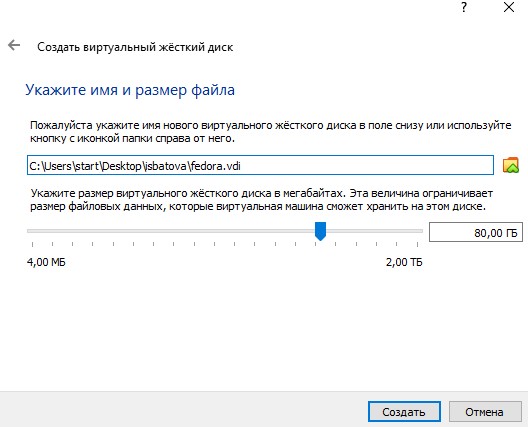 ?
Создать виртуальный жёсткий диск
Укажите имя и размер файла
Пожалуйста укажите имя нового виртуального жёсткого диска в поле снизу или используйте
кнопку с иконкой папки справа от него.
C:\Users\start\Desktop\jsbatova\fedora.vdi
Укажите размер виртуального жёсткого диска в мегабайтах. Эта величина ограничивает
размер файловых данных, которые виртуальная машина сможет хранить на этом диске.
80,00 ГБ
4,00 МБ 2,00 ТБ
Создать Отмена